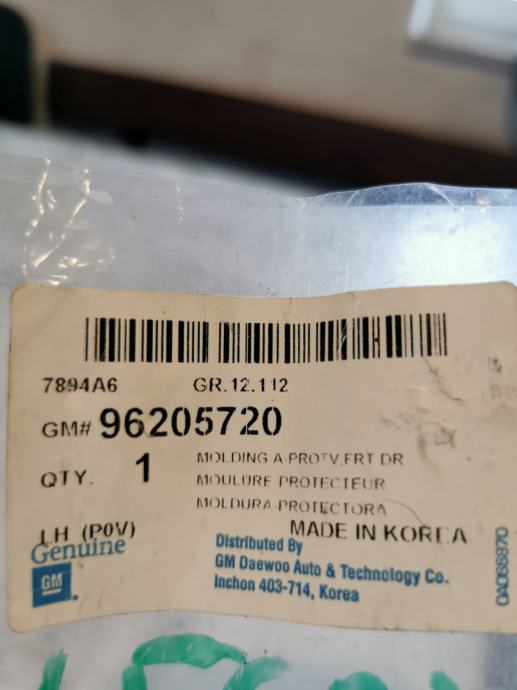 7894A6 GR.12.112
GM# 96205720
QTY. 1 MOLDING A-PROTV,FRT DR
MOULURE PROTECTEUR
MOLDURA-PROTECTORA
LH (P0V) MADE IN KOREA
Genuine
GM
Distributed By
GM Daewoo Auto & Technology Co.
Inchon 403-714, Korea